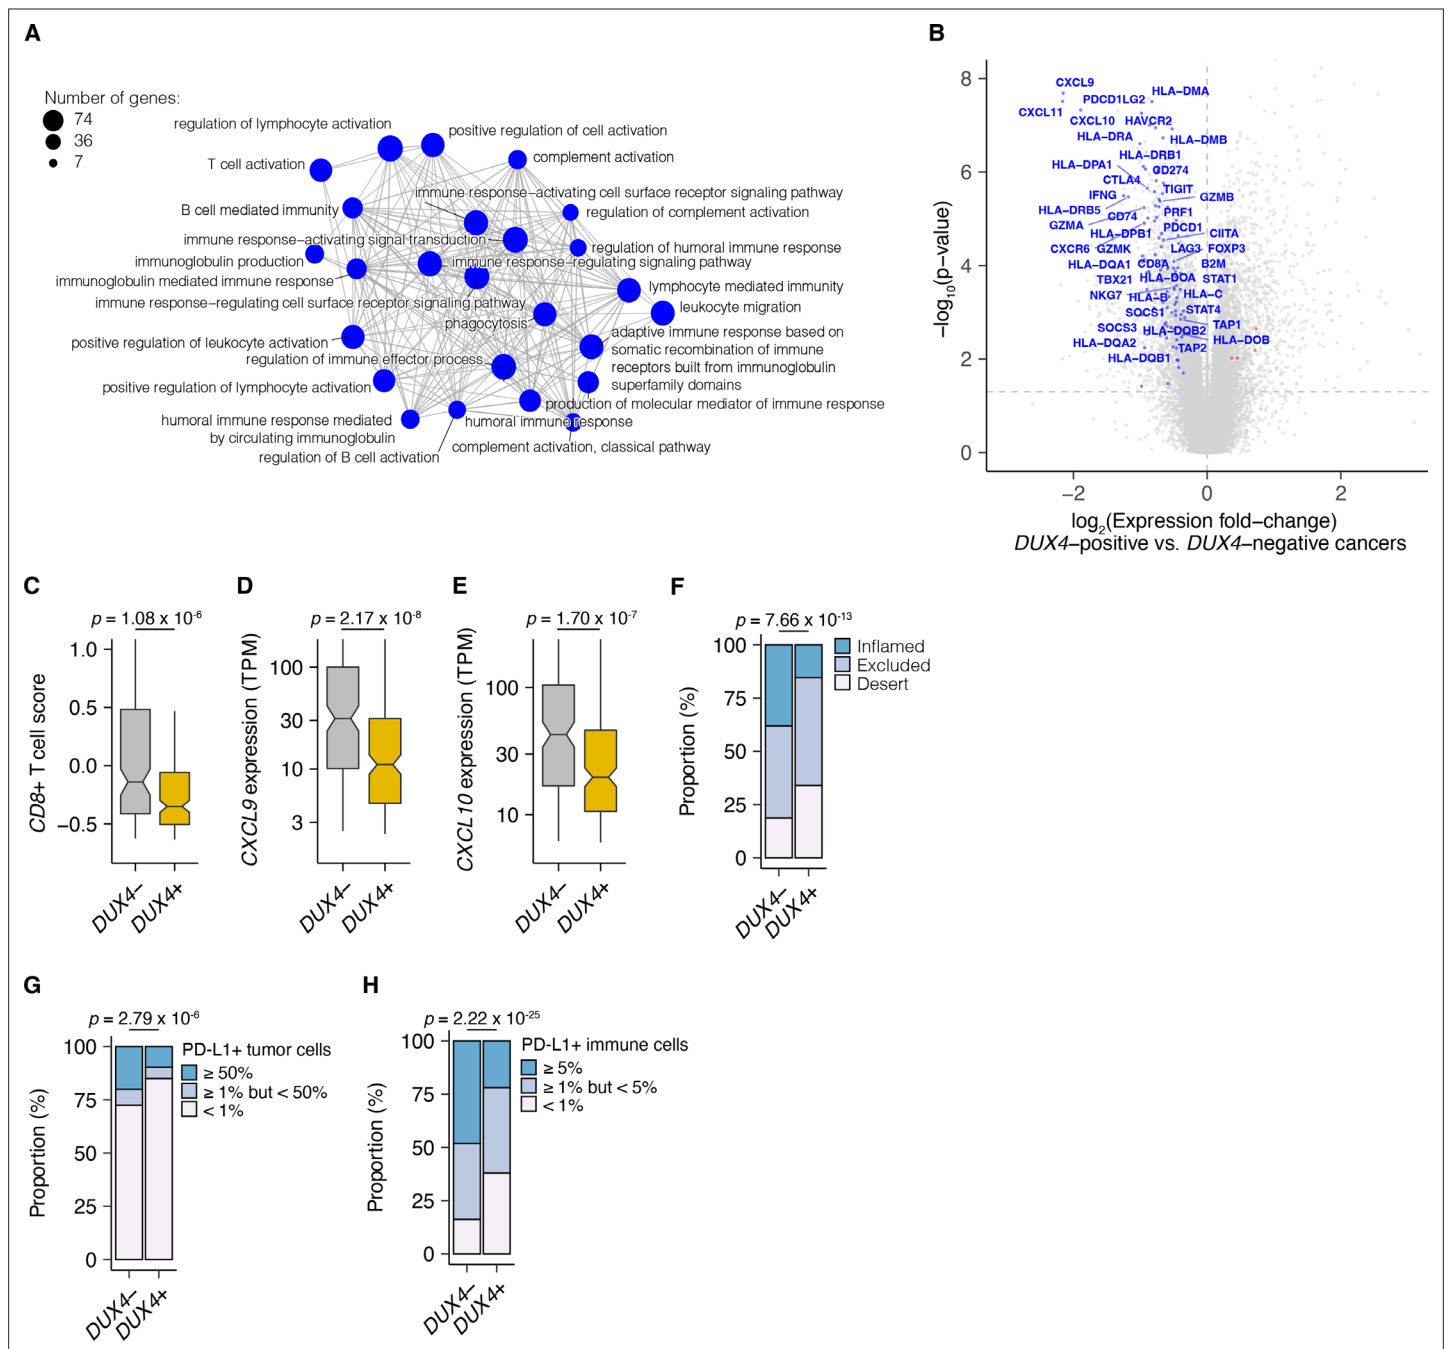 A
Number of genes:
74
36
7
regulation of lymphocyte activation
positive regulation of cell activation
T cell activation
complement activation
immune response–activating cell surface receptor signaling pathway
B cell mediated immunity
regulation of complement activation
immune response–activating signal transduction
regulation of humoral immune response
immunoglobulin production
immune response–regulating signaling pathway
immunoglobulin mediated immune response
lymphocyte mediated immunity
immune response–regulating cell surface receptor signaling pathway
leukocyte migration
phagocytosis
adaptive immune response based on
somatic recombination of immune
receptors built from immunoglobulin
superfamily domains
positive regulation of leukocyte activation
regulation of immune effector process
positive regulation of lymphocyte activation
production of molecular mediator of immune response
humoral immune response mediated
by circulating immunoglobulin
humoral immune response
regulation of B cell activation
complement activation, classical pathway
B
–log10(p–value)
8
6
4
2
0
CXCL9
HLA–DMA
PDCD1LG2
CXCL11
CXCL10
HAVCR2
HLA–DRA
HLA–DMB
HLA–DRB1
HLA–DPA1
CD274
CTLA4
TIGIT
IFNG
GZMB
HLA–DRB5
CD74
PRF1
GZMA
PDCD1
HLA–DPB1
CIITA
CXCR6
GZMK
LAG3
FOXP3
HLA–DQA1
CD8A
B2M
TBX21
HLA–DOA
STAT1
NKG7
HLA–B
HLA–C
SOCS1
STAT4
SOCS3
TAP1
HLA–DQB2
HLA–DQA2
HLA–DOB
TAP2
HLA–DQB1
−2
0
2
log2(Expression fold–change)
DUX4–positive vs. DUX4–negative cancers
C
p = 1.08 x 10-6
CD8+ T cell score
1.0
0.5
0.0
−0.5
DUX4–
DUX4+
D
p = 2.17 x 10-8
CXCL9 expression (TPM)
100
30
10
3
DUX4–
DUX4+
E
p = 1.70 x 10-7
CXCL10 expression (TPM)
100
30
10
DUX4–
DUX4+
F
p = 7.66 x 10-13
Proportion (%)
100
75
50
25
0
Inflamed
Excluded
Desert
DUX4–
DUX4+
G
p = 2.79 x 10-6
Proportion (%)
100
75
50
25
0
PD-L1+ tumor cells
≥ 50%
≥ 1% but < 50%
< 1%
DUX4–
DUX4+
H
p = 2.22 x 10-25
Proportion (%)
100
75
50
25
0
PD-L1+ immune cells
≥ 5%
≥ 1% but < 5%
< 1%
DUX4–
DUX4+